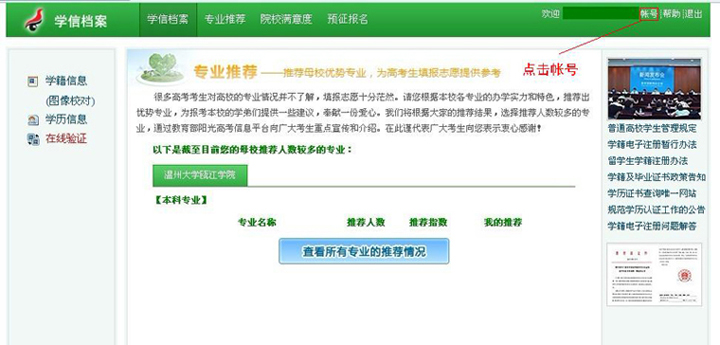 学信档案
学信档案 专业推荐 院校满意度 预征报名
欢迎 帐号|帮助|退出
点击帐号
学籍信息
(图像校对)
学历信息
在线验证
专业推荐——推荐母校优势专业，为高考生填报志愿提供参考
很多高考考生对高校的专业情况并不了解，填报志愿十分茫然。请您根据本校各专业的办学实力和特色，推荐出
优势专业，为报考本校的学弟们提供一些建议，奉献一份爱心。我们将根据大家的推荐结果，选择推荐人数较多的专
业，通过教育部阳光高考信息平台向广大考生重点宣传和介绍。在此谨代表广大考生向您表示衷心感谢！
以下是截至目前您的母校推荐人数较多的专业：
温州大学瓯江学院
【本科专业】
专业名称 推荐人数 推荐指数 我的推荐
查看所有专业的推荐情况
新闻发布会
普通高校学生管理规定
学籍电子注册暂行办法
留学生学籍注册办法
学籍及毕业证书政策告知
学历证书查询唯一网站
规范学历认证工作的公告
学籍电子注册问题解答